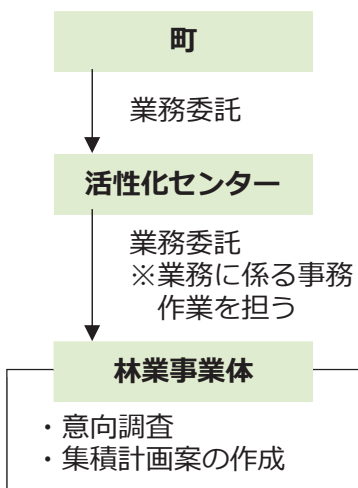 町
業務委託
活性化センター
業務委託
※業務に係る事務
作業を担う
林業事業体
・意向調査
・集積計画案の作成